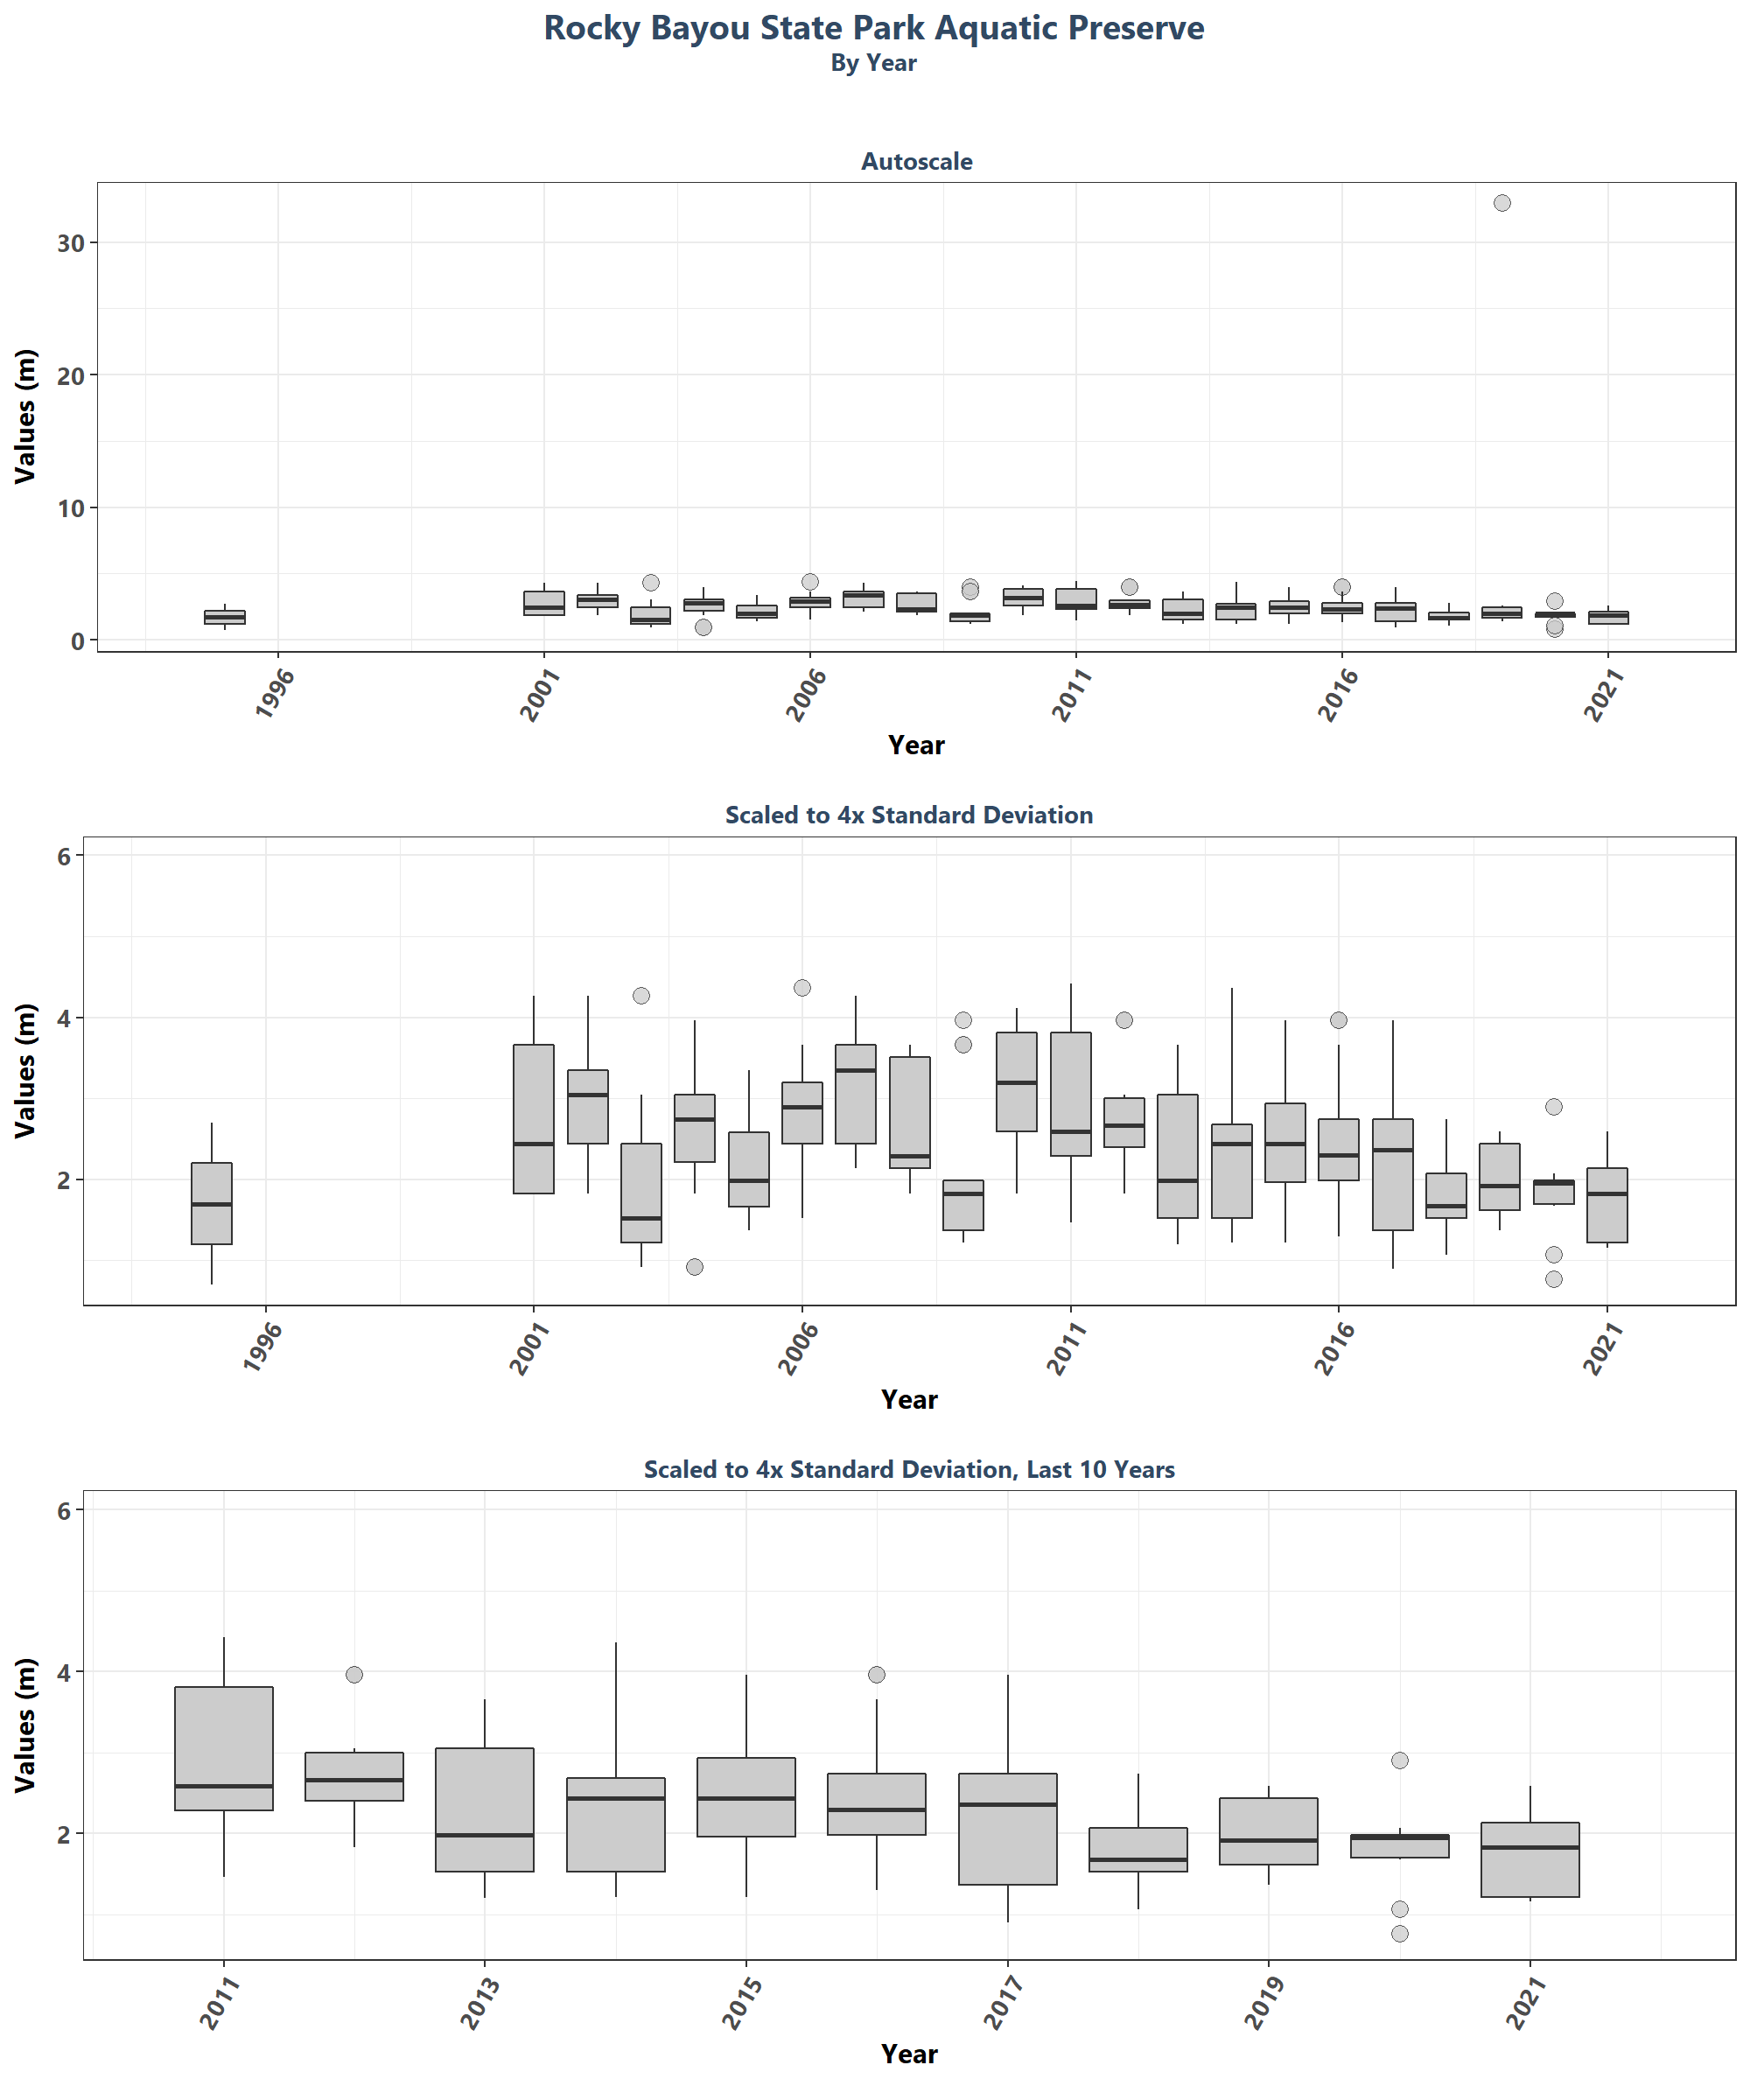 Rocky Bayou State Park Aquatic Preserve
By Year
Autoscale
Values (m)
30
20
10
0
1996
2001
2006
2011
2016
2021
Year
Scaled to 4x Standard Deviation
Values (m)
6
4
2
1996
2001
2006
2011
2016
2021
Year
Scaled to 4x Standard Deviation, Last 10 Years
Values (m)
6
4
2
2011
2013
2015
2017
2019
2021
Year